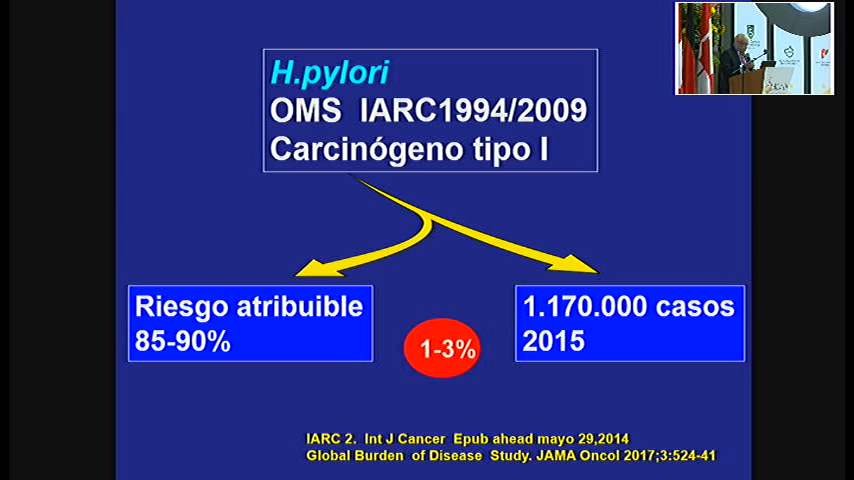 H.pylori
OMS IARC1994/2009
Carcinógeno tipo I
Riesgo atribuible
85-90%
1-3%
1.170.000 casos
2015
IARC 2. Int J Cancer Epub ahead mayo 29,2014
Global Burden of Disease Study. JAMA Oncol 2017;3:524-41